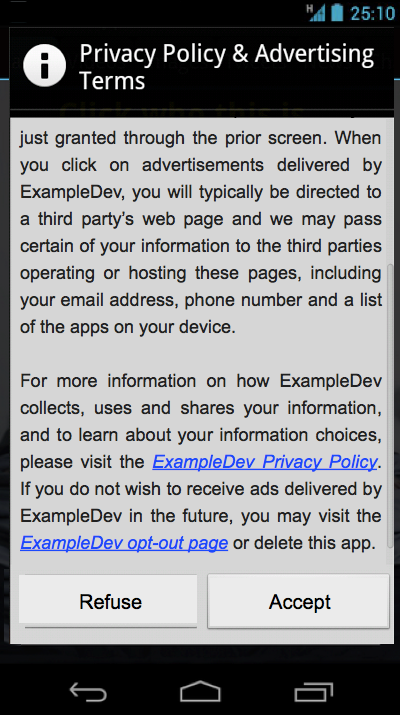 H
25:10
Privacy Policy & Advertising
Terms
just granted through the prior screen. When
you click on advertisements delivered by
ExampleDev, you will typically be directed to
a third party’s web page and we may pass
certain of your information to the third parties
operating or hosting these pages, including
your email address, phone number and a list
of the apps on your device.
For more information on how ExampleDev
collects, uses and shares your information,
and to learn about your information choices,
please visit the ExampleDev Privacy Policy.
If you do not wish to receive ads delivered by
ExampleDev in the future, you may visit the
ExampleDev opt-out page or delete this app.
Refuse
Accept